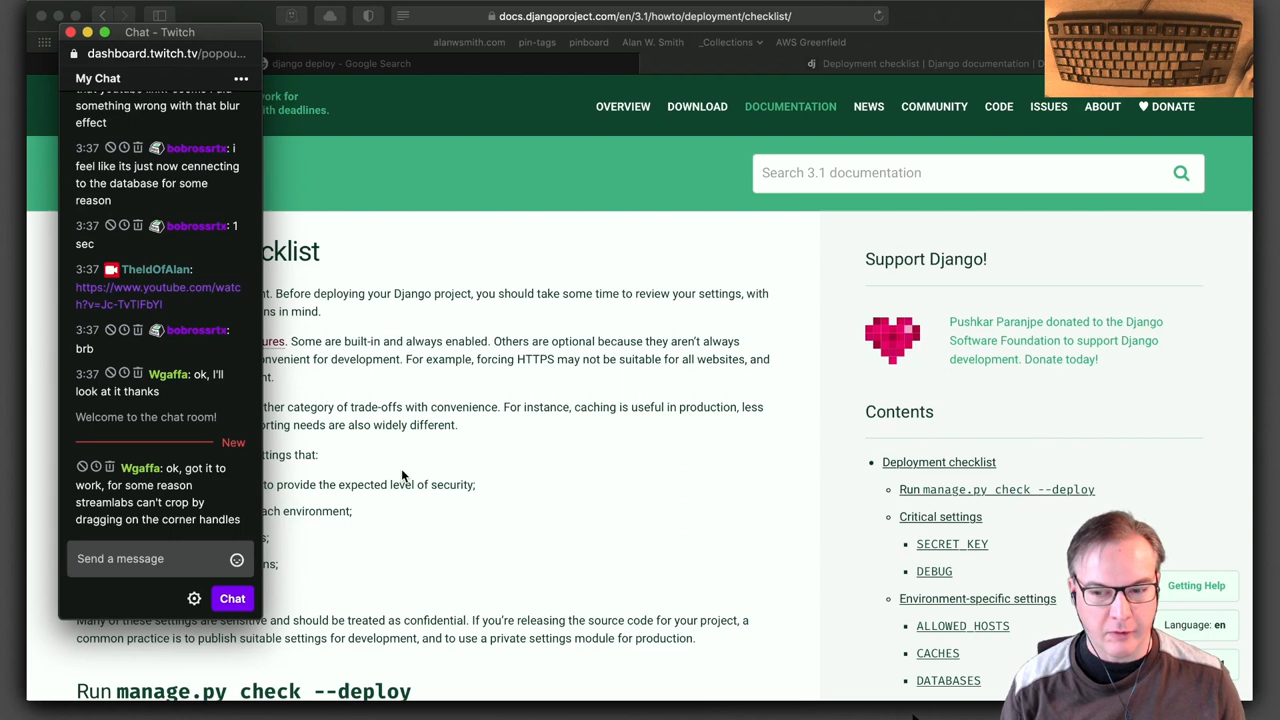 docs.djangoproject.com/en/3.1/howto/deployment/checklist/
alanwsmith.com pin-tags pinboard Alan W. Smith _Collections AWS Greenfield
django deploy - Google Search
dj Deployment checklist | Django documentation | D
Chat - Twitch
dashboard.twitch.tv/popou...
My Chat
something wrong with that blur
effect
3:37 bobrossrtx: i
feel like its just now cennecting
to the database for some
reason
3:37 bobrossrtx: 1
sec
3:37 TheIdOfAlan:
https://www.youtube.com/watc
h?v=Jc-TvTIFbYI
3:37 bobrossrtx:
brb
3:37 Wgaffa: ok, I'll
look at it thanks
Welcome to the chat room!
New
Wgaffa: ok, got it to
work, for some reason
streamlabs can't crop by
dragging on the corner handles
Send a message
Chat
work for
ith deadlines.
OVERVIEW DOWNLOAD DOCUMENTATION NEWS COMMUNITY CODE ISSUES ABOUT ♥ DONATE
Search 3.1 documentation
cklist
nt. Before deploying your Django project, you should take some time to review your settings, with
ns in mind.
ures. Some are built-in and always enabled. Others are optional because they aren't always
onvenient for development. For example, forcing HTTPS may not be suitable for all websites, and
nt.
ther category of trade-offs with convenience. For instance, caching is useful in production, less
orting needs are also widely different.
ttings that:
to provide the expected level of security;
ach environment;
s;
ns;
Many of these settings are sensitive and should be treated as confidential. If you're releasing the source code for your project, a
common practice is to publish suitable settings for development, and to use a private settings module for production.
Run manage.py check --deploy
Support Django!
Pushkar Paranjpe donated to the Django
Software Foundation to support Django
development. Donate today!
Contents
Deployment checklist
Run manage.py check --deploy
Critical settings
SECRET_KEY
DEBUG
Environment-specific settings
ALLOWED_HOSTS
CACHES
DATABASES
Getting Help
Language: en